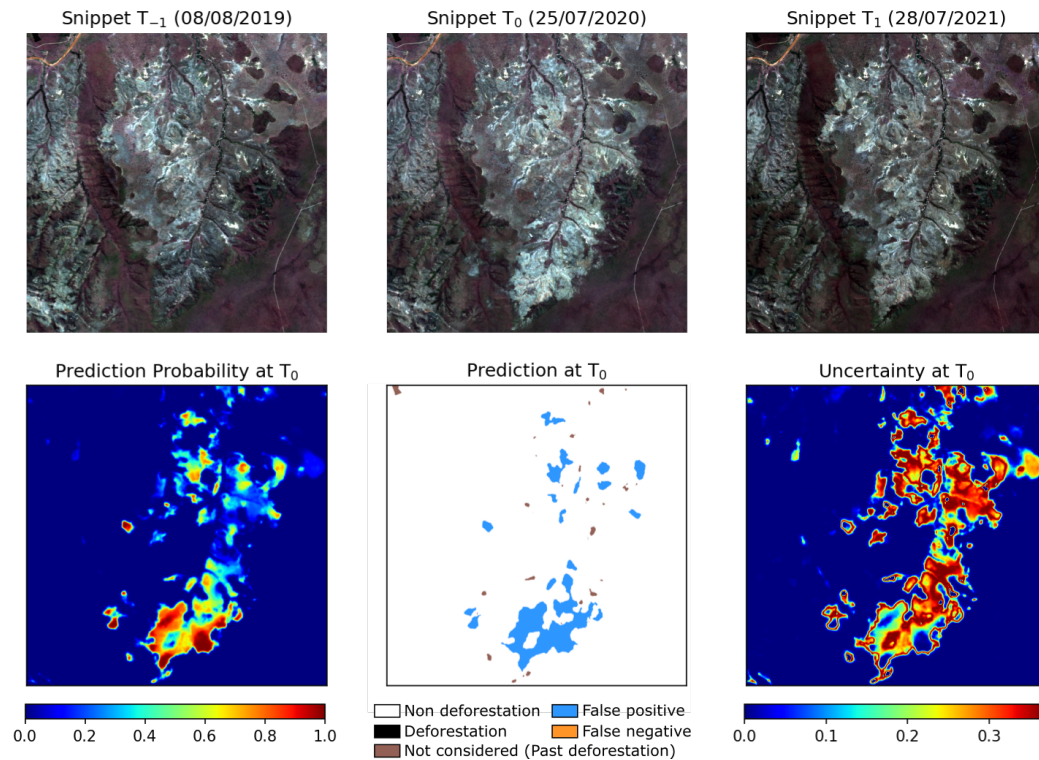 Snippet T₋₁ (08/08/2019)
Snippet T₀ (25/07/2020)
Snippet T₁ (28/07/2021)
Prediction Probability at T₀
Prediction at T₀
Uncertainty at T₀
Non deforestation
False positive
Deforestation
False negative
Not considered (Past deforestation)
0.0 0.2 0.4 0.6 0.8 1.0
0.0 0.1 0.2 0.3